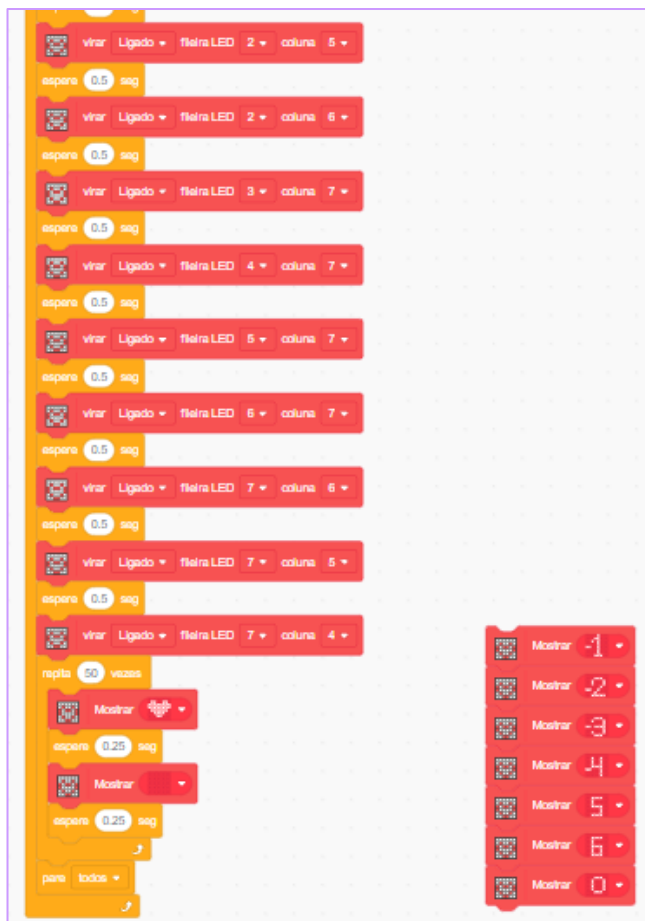 virar Ligado fileira LED 2 coluna 5
espere 0.5 seg
virar Ligado fileira LED 2 coluna 6
espere 0.5 seg
virar Ligado fileira LED 3 coluna 7
espere 0.5 seg
virar Ligado fileira LED 4 coluna 7
espere 0.5 seg
virar Ligado fileira LED 5 coluna 7
espere 0.5 seg
virar Ligado fileira LED 6 coluna 7
espere 0.5 seg
virar Ligado fileira LED 7 coluna 6
espere 0.5 seg
virar Ligado fileira LED 7 coluna 5
espere 0.5 seg
virar Ligado fileira LED 7 coluna 4
repita 50 vezes
Mostrar
espere 0.25 seg
Mostrar
espere 0.25 seg
para todos
Mostrar -1
Mostrar -2
Mostrar -3
Mostrar -4
Mostrar 5
Mostrar 6
Mostrar 0